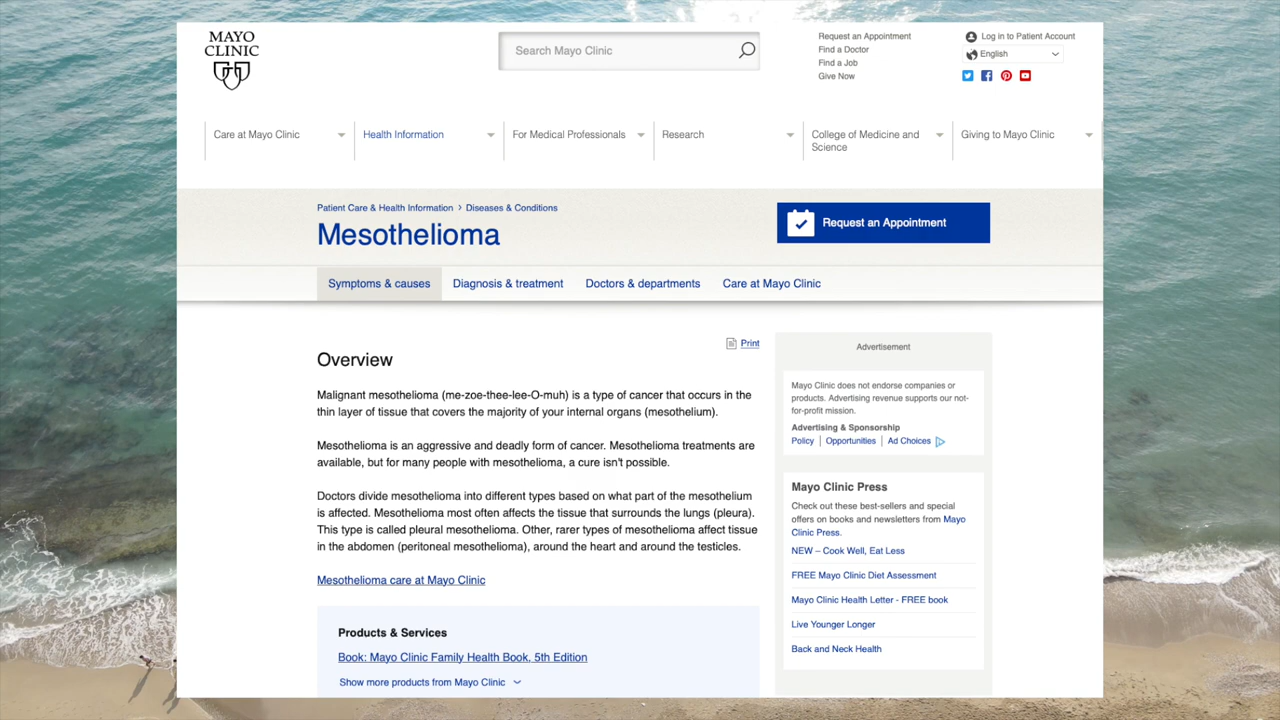 MAYO
CLINIC
Search Mayo Clinic
Request an Appointment
Find a Doctor
Find a Job
Give Now
Log in to Patient Account
English
Care at Mayo Clinic
Health Information
For Medical Professionals
Research
College of Medicine and
Science
Giving to Mayo Clinic
Patient Care & Health Information > Diseases & Conditions
Mesothelioma
Request an Appointment
Symptoms & causes
Diagnosis & treatment
Doctors & departments
Care at Mayo Clinic
Print
Overview
Malignant mesothelioma (me-zoe-thee-lee-O-muh) is a type of cancer that occurs in the
thin layer of tissue that covers the majority of your internal organs (mesothelium).
Mesothelioma is an aggressive and deadly form of cancer. Mesothelioma treatments are
available, but for many people with mesothelioma, a cure isn't possible.
Doctors divide mesothelioma into different types based on what part of the mesothelium
is affected. Mesothelioma most often affects the tissue that surrounds the lungs (pleura).
This type is called pleural mesothelioma. Other, rarer types of mesothelioma affect tissue
in the abdomen (peritoneal mesothelioma), around the heart and around the testicles.
Mesothelioma care at Mayo Clinic
Products & Services
Book: Mayo Clinic Family Health Book, 5th Edition
Show more products from Mayo Clinic
Advertisement
Mayo Clinic does not endorse companies or
products. Advertising revenue supports our not-
for-profit mission.
Advertising & Sponsorship
Policy | Opportunities | Ad Choices
Mayo Clinic Press
Check out these best-sellers and special
offers on books and newsletters from Mayo
Clinic Press.
NEW – Cook Well, Eat Less
FREE Mayo Clinic Diet Assessment
Mayo Clinic Health Letter - FREE book
Live Younger Longer
Back and Neck Health